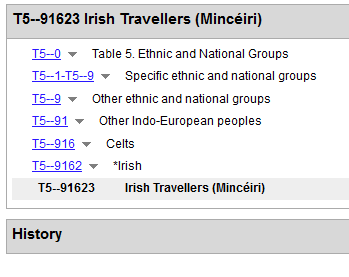 T5--91623 Irish Travellers (Mincéiri)
T5--0 Table 5. Ethnic and National Groups
T5--1-T5--9 Specific ethnic and national groups
T5--9 Other ethnic and national groups
T5--91 Other Indo-European peoples
T5--916 Celts
T5--9162 *Irish
T5--91623 Irish Travellers (Mincéiri)
History